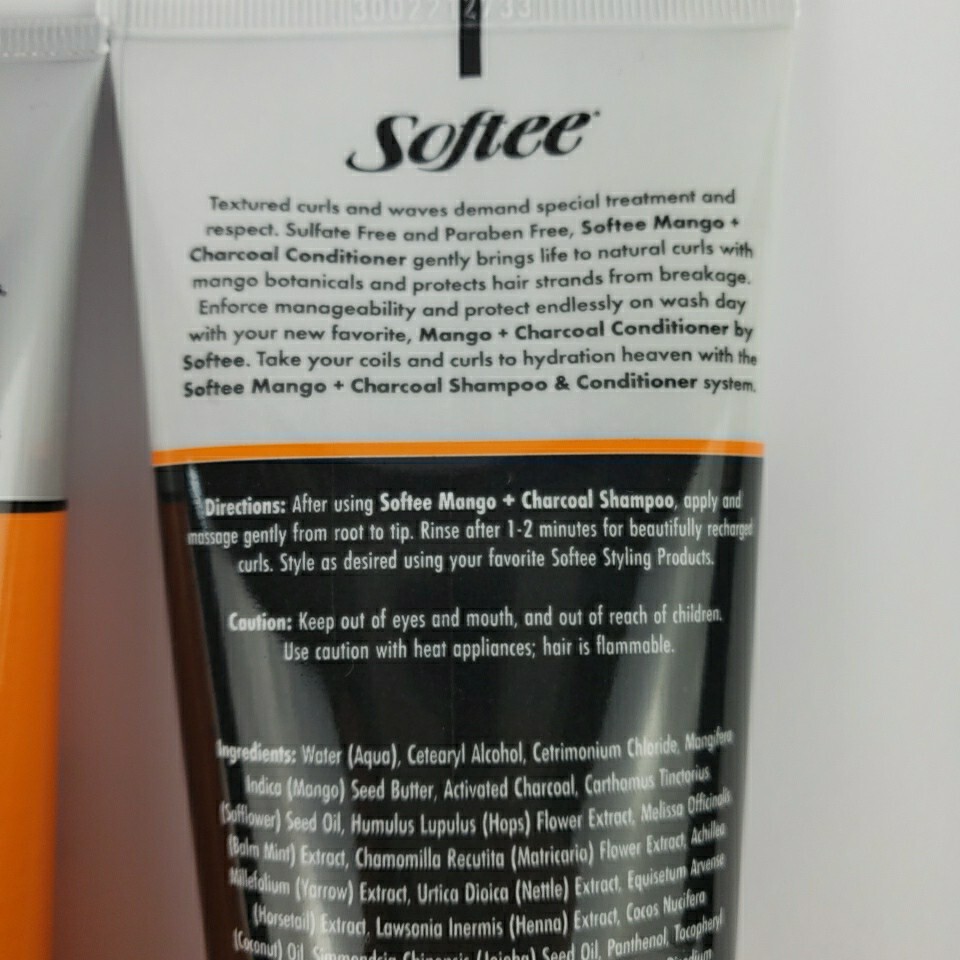 Softee
Textured curls and waves demand special treatment and
respect. Sulfate Free and Paraben Free, Softee Mango +
Charcoal Conditioner gently brings life to natural curls with
mango botanicals and protects hair strands from breakage.
Enforce manageability and protect endlessly on wash day
with your new favorite, Mango + Charcoal Conditioner by
Softee. Take your coils and curls to hydration heaven with the
Softee Mango + Charcoal Shampoo & Conditioner system.
Directions: After using Softee Mango + Charcoal Shampoo, apply and
massage gently from root to tip. Rinse after 1-2 minutes for beautifully recharged
curls. Style as desired using your favorite Softee Styling Products.
Caution: Keep out of eyes and mouth, and out of reach of children.
Use caution with heat appliances; hair is flammable.
Ingredients: Water (Aqua), Cetearyl Alcohol, Cetrimonium Chloride, Mangifera
Indica (Mango) Seed Butter, Activated Charcoal, Carthamus Tinctorius
(Safflower) Seed Oil, Humulus Lupulus (Hops) Flower Extract, Melissa Officinalis
(Balm Mint) Extract, Chamomilla Recutita (Matricaria) Flower Extract, Achillea
Millefolium (Yarrow) Extract, Urtica Dioica (Nettle) Extract, Equisetum Arvense
(Horsetail) Extract, Lawsonia Inermis (Henna) Extract, Cocos Nucifera
(Coconut) Oil, Simmondsia Chinensis (Jojoba) Seed Oil, Panthenol, Tocopheryl